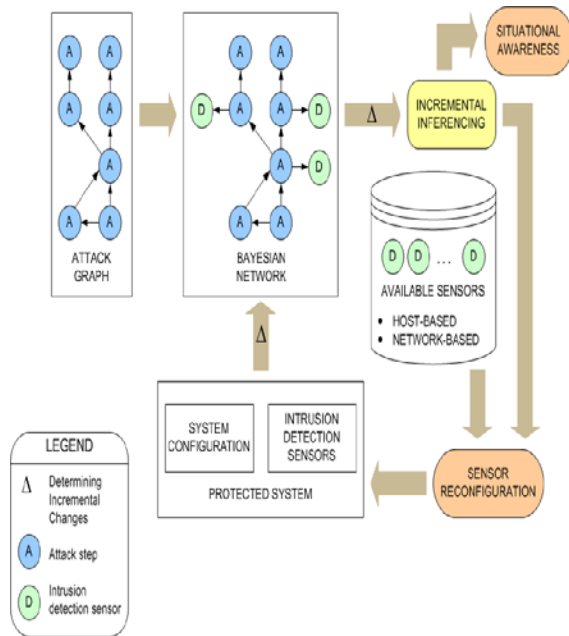 A
A
A
A
A
A
A
ATTACK
GRAPH
A
A
D
A
A
D
A
D
A
A
BAYESIAN
NETWORK
Δ
INCREMENTAL
INFERENCING
SITUATIONAL
AWARENESS
D D ... D
AVAILABLE SENSORS
• HOST-BASED
• NETWORK-BASED
Δ
SYSTEM
CONFIGURATION
INTRUSION
DETECTION
SENSORS
PROTECTED SYSTEM
SENSOR
RECONFIGURATION
LEGEND
Δ Determining
Incremental
Changes
A Attack step
D Intrusion
detection sensor